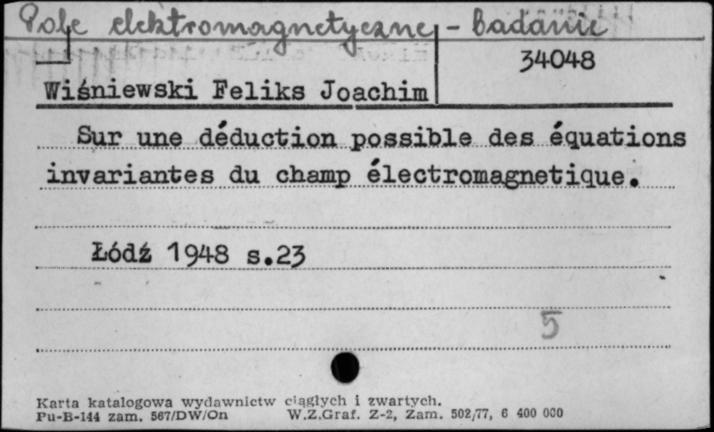 Pole elektromagnetyczne - badanie
34048
Wiśniewski Feliks Joachim
Sur une déduction possible des équations
invariantes du champ électromagnetique.
Łódź 1948 s.23
5
Karta katalogowa wydawnictw ciągłych i zwartych.
Pu-B-144 zam. 567/DW/On W.Z.Graf. Z-2, Zam. 502/77, 6 400 000